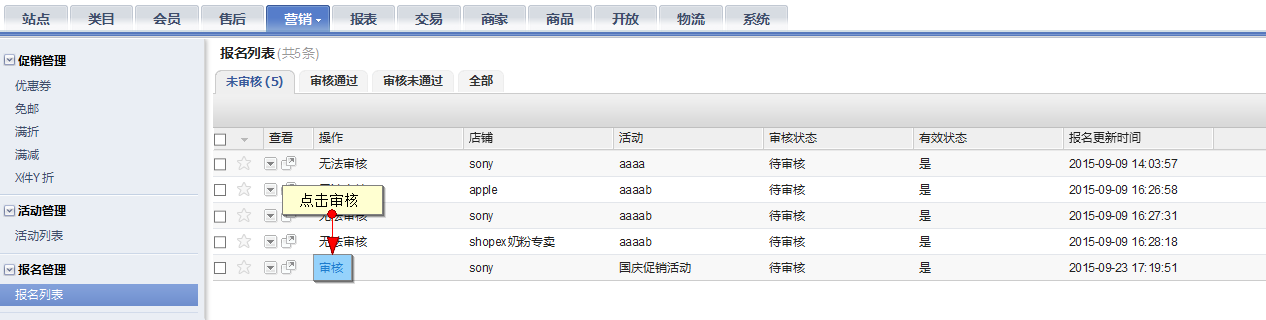 站点 类目 会员 售后 营销 报表 交易 商家 商品 开放 物流 系统
促销管理
优惠券
免邮
满折
满减
X件Y 折
活动管理
活动列表
报名管理
报名列表
报名列表 (共5条)
未审核 (5) 审核通过 审核未通过 全部
查看 操作 店铺 活动 审核状态 有效状态 报名更新时间
无法审核 sony aaaa 待审核 是 2015-09-09 14:03:57
apple aaaab 待审核 是 2015-09-09 16:26:58
点击审核
无法审核 sony aaaab 待审核 是 2015-09-09 16:27:31
无法审核 shopex奶粉专卖 aaaab 待审核 是 2015-09-09 16:28:18
审核 sony 国庆促销活动 待审核 是 2015-09-23 17:19:51